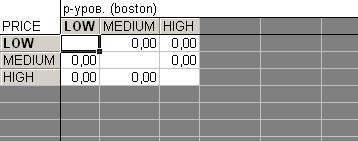 р-уров. (boston)
PRICE LOW MEDIUM HIGH
LOW 0,00 0,00
MEDIUM 0,00 0,00
HIGH 0,00 0,00